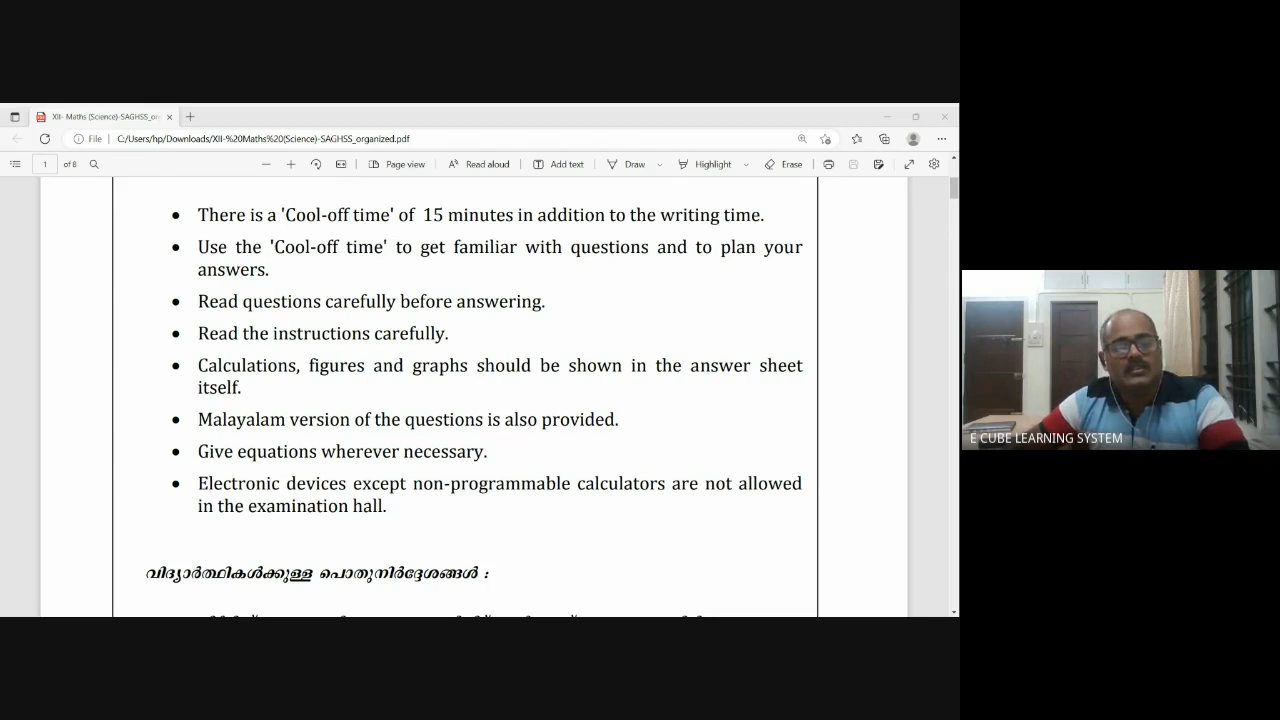 XII- Maths (Science)-SAGHSS_or
File
C:/Users/hp/Downloads/XII-%20Maths%20(Science)-SAGHSS_organized.pdf
1 of 8
Page view
Read aloud
Add text
Draw
Highlight
Erase
• There is a 'Cool-off time' of 15 minutes in addition to the writing time.
• Use the 'Cool-off time' to get familiar with questions and to plan your
answers.
• Read questions carefully before answering.
• Read the instructions carefully.
• Calculations, figures and graphs should be shown in the answer sheet
itself.
• Malayalam version of the questions is also provided.
• Give equations wherever necessary.
• Electronic devices except non-programmable calculators are not allowed
in the examination hall.
വിദ്യാർത്ഥികൾക്കുള്ള പൊതുനിർദ്ദേശങ്ങൾ :
E CUBE LEARNING SYSTEM